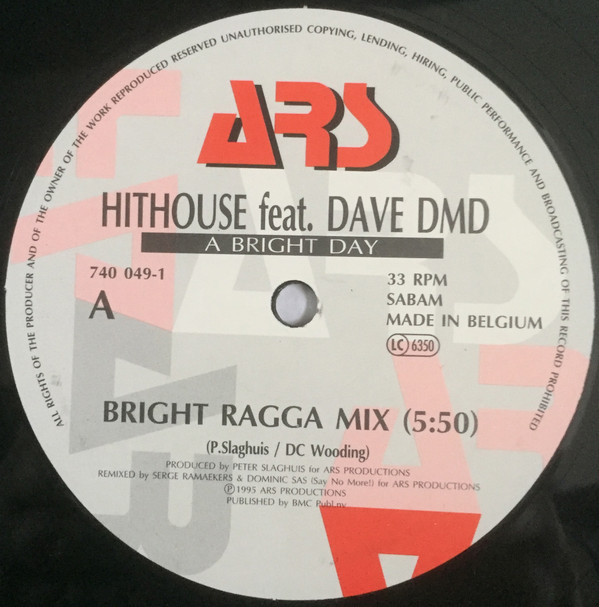 ALL RIGHTS OF THE PRODUCER AND OF THE OWNER OF THE WORK REPRODUCED RESERVED UNAUTHORISED COPYING, LENDING, HIRING, PUBLIC PERFORMANCE AND BROADCASTING OF THIS RECORD PROHIBITED
ARS
HITHOUSE feat. DAVE DMD
A BRIGHT DAY
740 049-1
A
33 RPM
SABAM
MADE IN BELGIUM
LC 6350
BRIGHT RAGGA MIX (5:50)
(P.Slaghuis / DC Wooding)
PRODUCED BY PETER SLAGHUIS for ARS PRODUCTIONS
REMIXED BY SERGE RAMAEKERS & DOMINIC SAS (Say No More!) for ARS PRODUCTIONS
℗ 1995 ARS PRODUCTIONS
PUBLISHED BY BMC Publ.nv